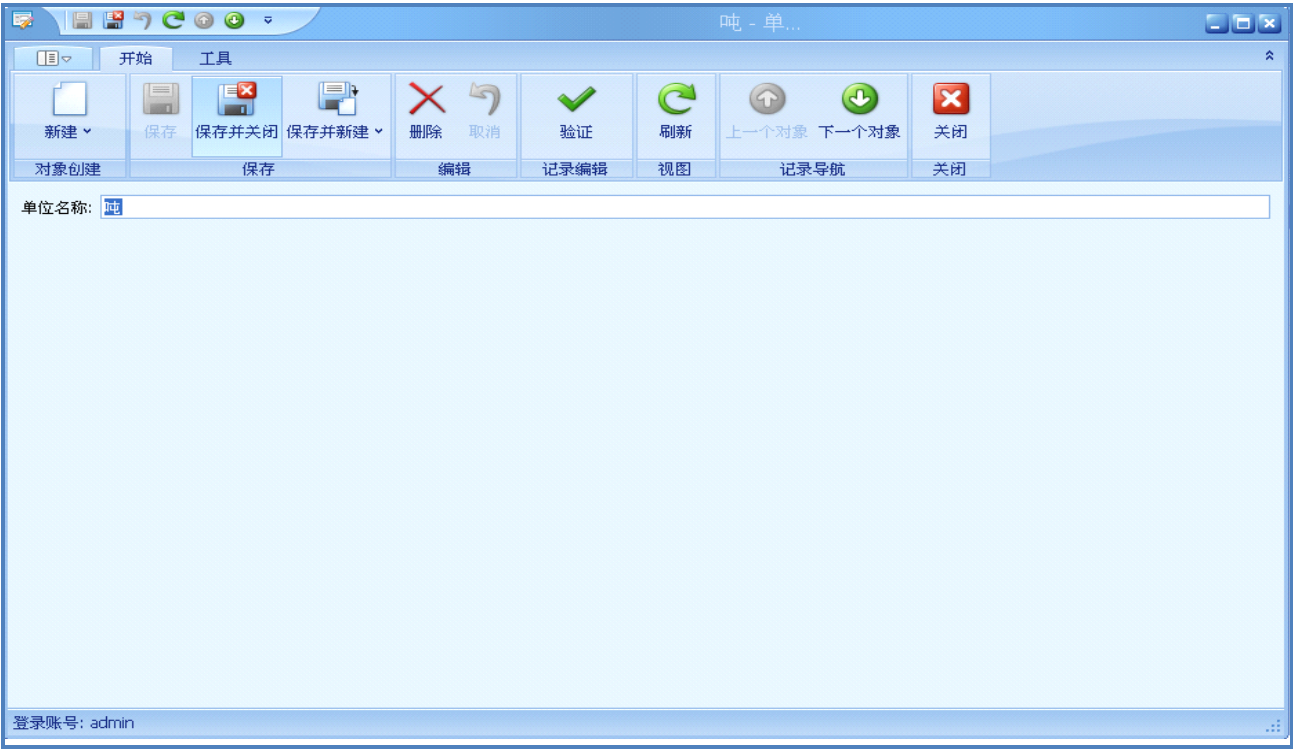 吨 - 单...
开始 工具
新建 保存 保存并关闭 保存并新建 删除 取消 验证 刷新 上一个对象 下一个对象 关闭
对象创建 保存 编辑 记录编辑 视图 记录导航 关闭
单位名称: 吨
登录账号: admin